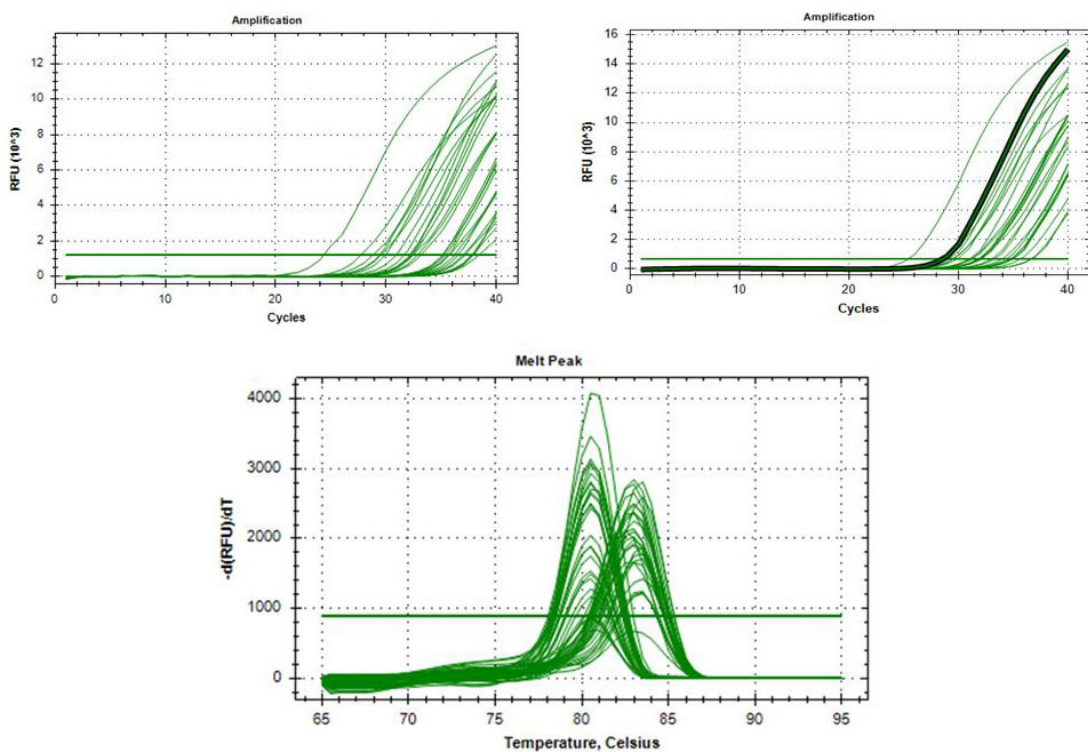 Amplification
12
10
8
6
4
2
0
RFU (10^3)
0 10 20 30 40
Cycles
Amplification
16
14
12
10
8
6
4
2
0
RFU (10^3)
0 10 20 30 40
Cycles
Melt Peak
4000
3000
2000
1000
0
-d(RFU)/dT
65 70 75 80 85 90 95
Temperature, Celsius